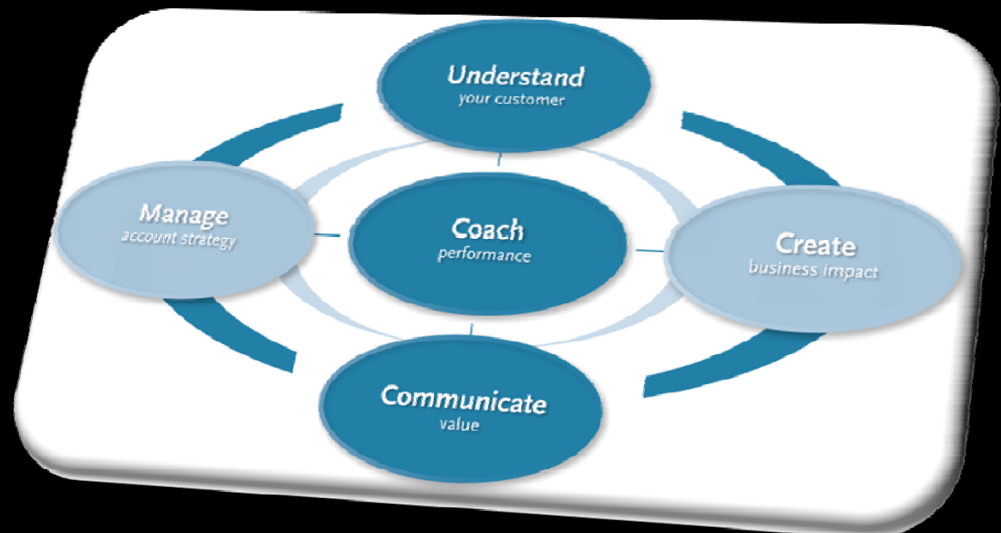 Understand
your customer
Manage
account strategy
Coach
performance
Create
business impact
Communicate
value